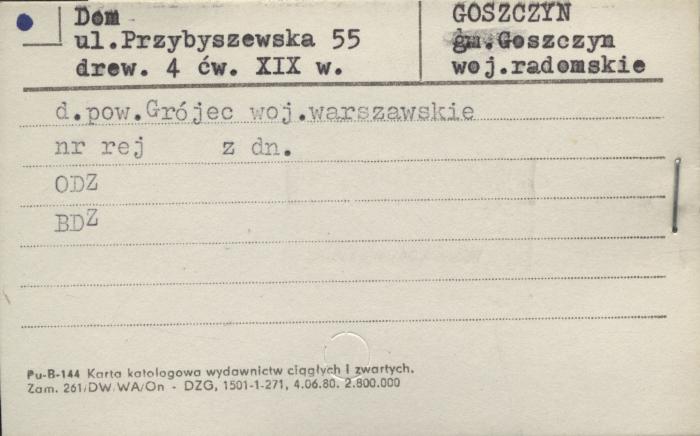 Dom
ul.Przybyszewska 55
drew. 4 ćw. XIX w.
GOSZCZYN
gm.Goszczyn
woj.radomskie
d.pow.Grójec woj.warszawskie
nr rej z dn.
ODZ
BDZ
Pu-B-144 Karta katologowa wydawnictw ciągłych i zwartych.
Zam. 261/DW/WA/On - DZG, 1501-1-271, 4.06.80. 2.800.000